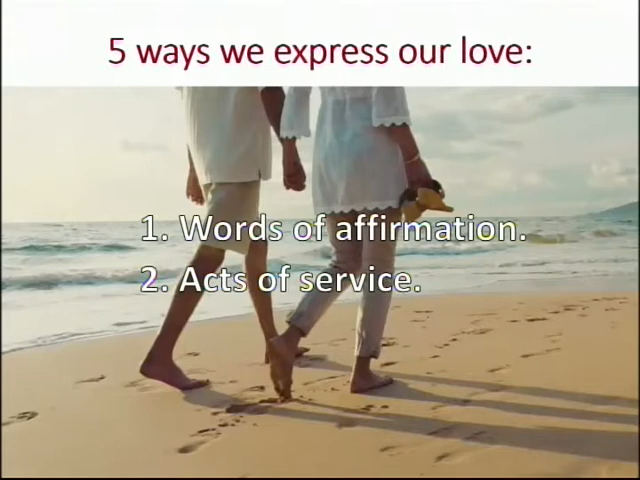 5 ways we express our love:
1. Words of affirmation.
2. Acts of service.